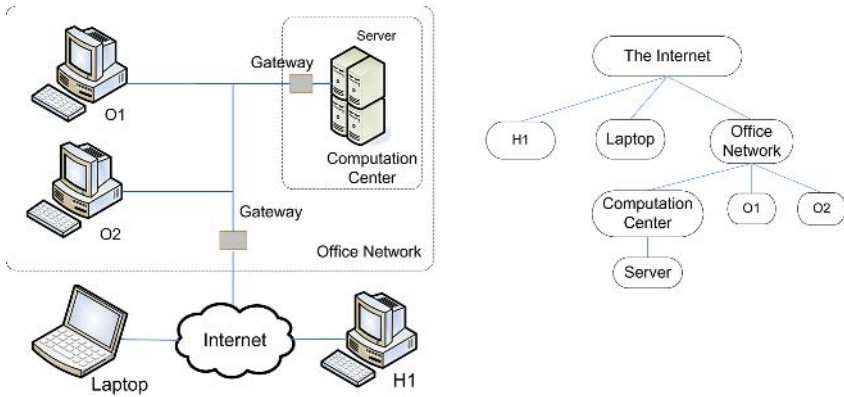 Server
Gateway
O1
Computation
Center
O2
Gateway
Office Network
Internet
Laptop
H1
The Internet
H1
Laptop
Office
Network
Computation
Center
O1
O2
Server